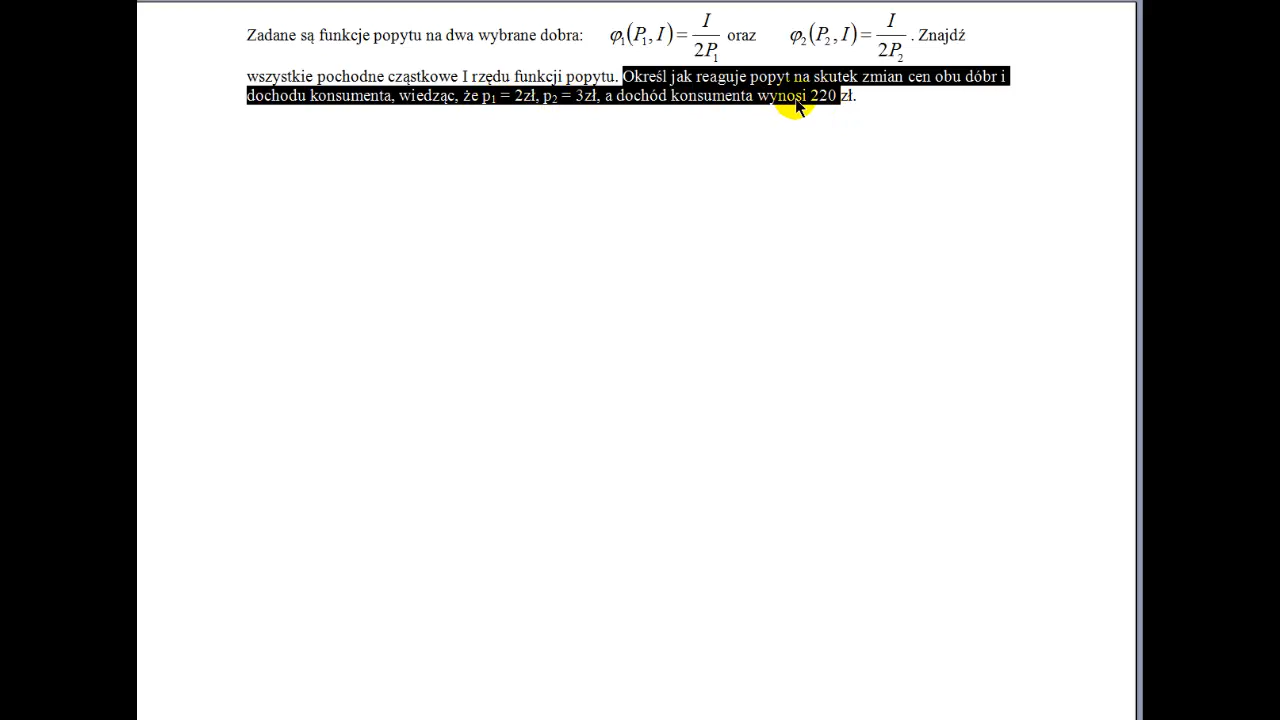 Zadane są funkcje popytu na dwa wybrane dobra: φ₁(P₁, I) = I / 2P₁ oraz φ₂(P₂, I) = I / 2P₂ . Znajdź
wszystkie pochodne cząstkowe I rzędu funkcji popytu. Określ jak reaguje popyt na skutek zmian cen obu dóbr i
dochodu konsumenta, wiedząc, że p₁ = 2zł, p₂ = 3zł, a dochód konsumenta wynosi 220 zł.